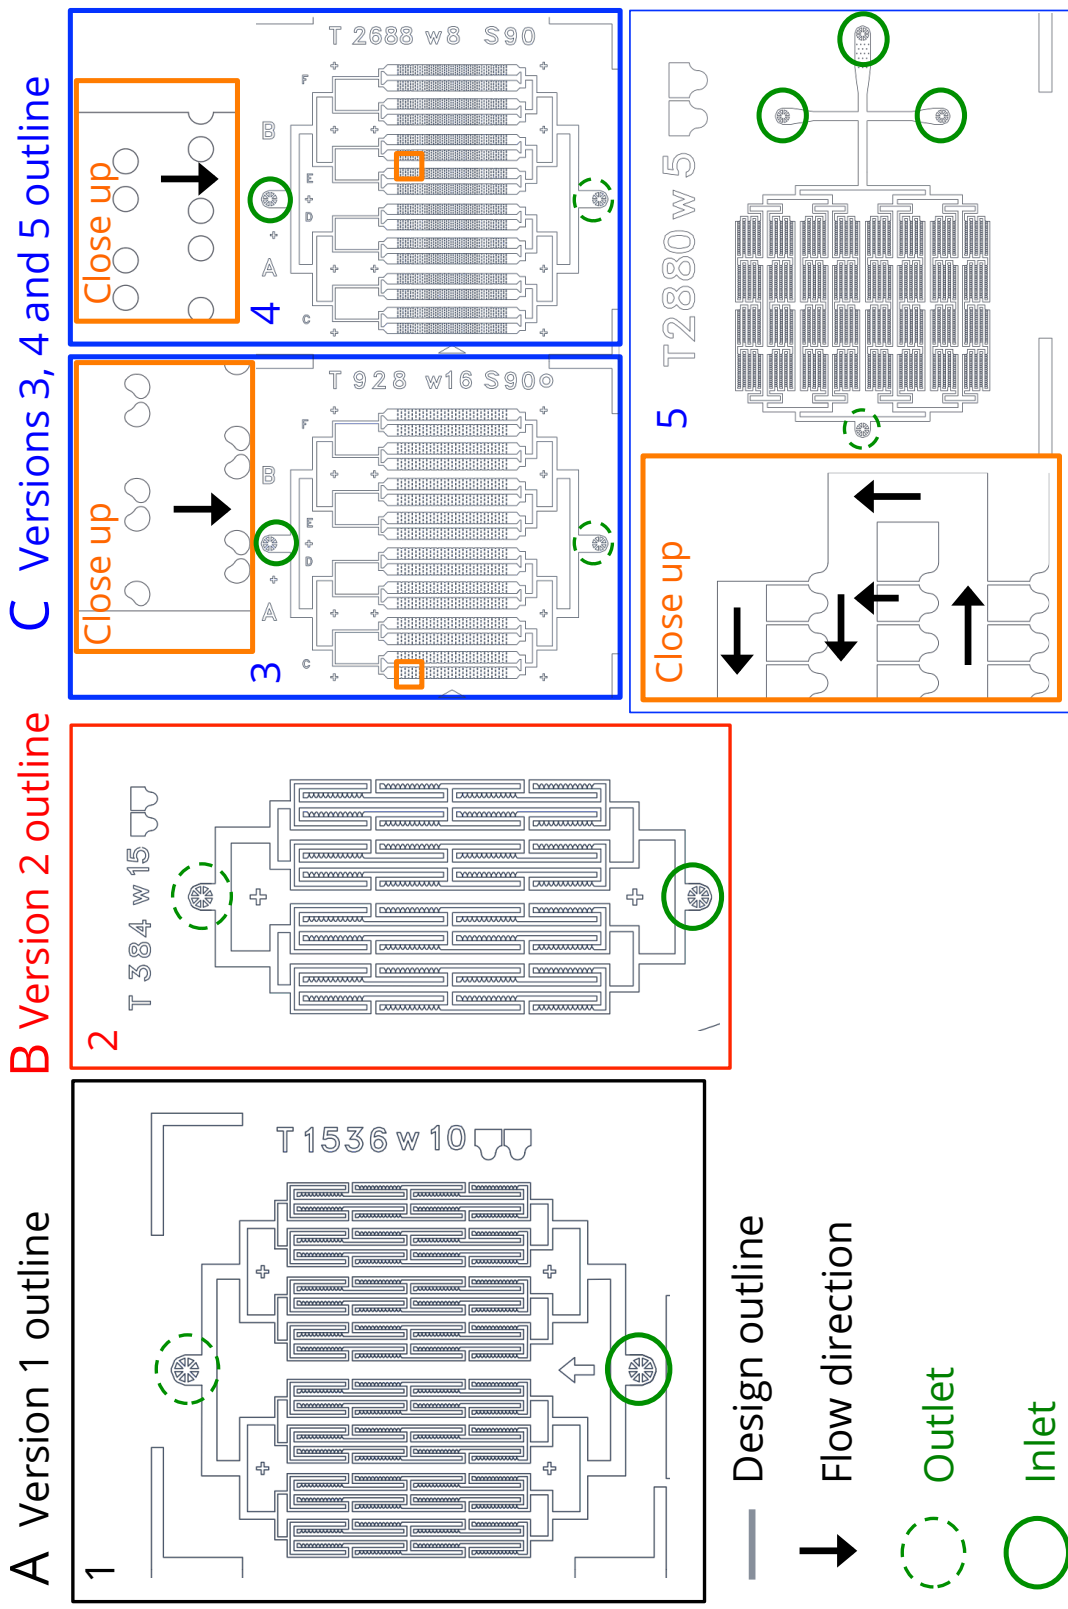 A Version 1 outline
1
T 1536 w 10
B Version 2 outline
2
T 384 w 15
C Versions 3, 4 and 5 outline
Close up
3
T 928 w16 S90o
A
B
C
D
E
F
Close up
4
T 2688 w8 S90
A
B
C
D
E
F
5
T2880 w 5
Close up
Design outline
Flow direction
Outlet
Inlet